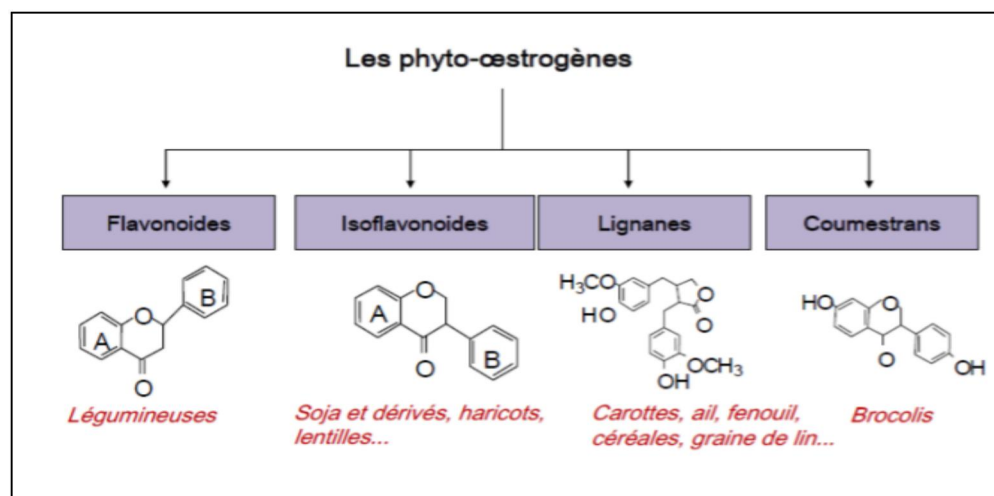 Les phyto-œstrogènes
Flavonoides
Isoflavonoides
Lignanes
Coumestrans
O
B
A
O
O
A
B
O
H₃CO
HO
O
O
OCH₃
OH
HO
O
O
OH
Légumineuses
Soja et dérivés, haricots,
lentilles...
Carottes, ail, fenouil,
céréales, graine de lin...
Brocolis